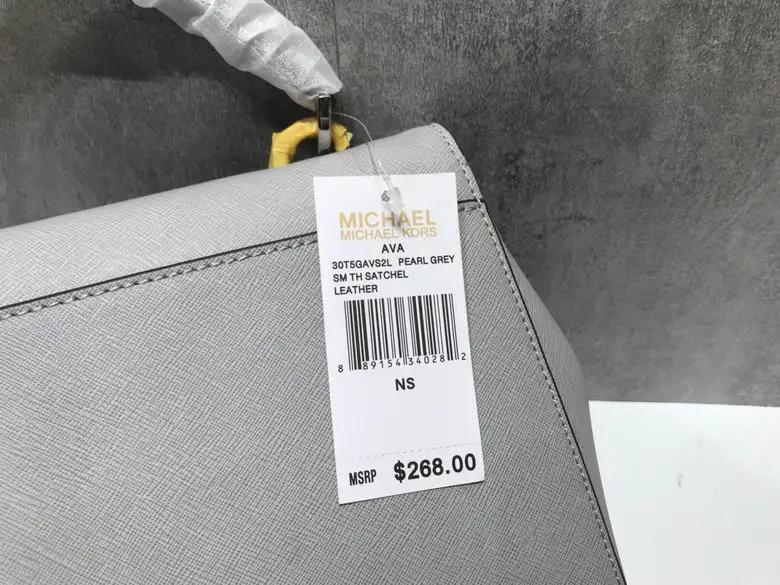 MICHAEL
MICHAEL KORS
AVA
30T5GAVS2L PEARL GREY
SM TH SATCHEL
LEATHER
8 89154 34028 2
NS
MSRP $268.00